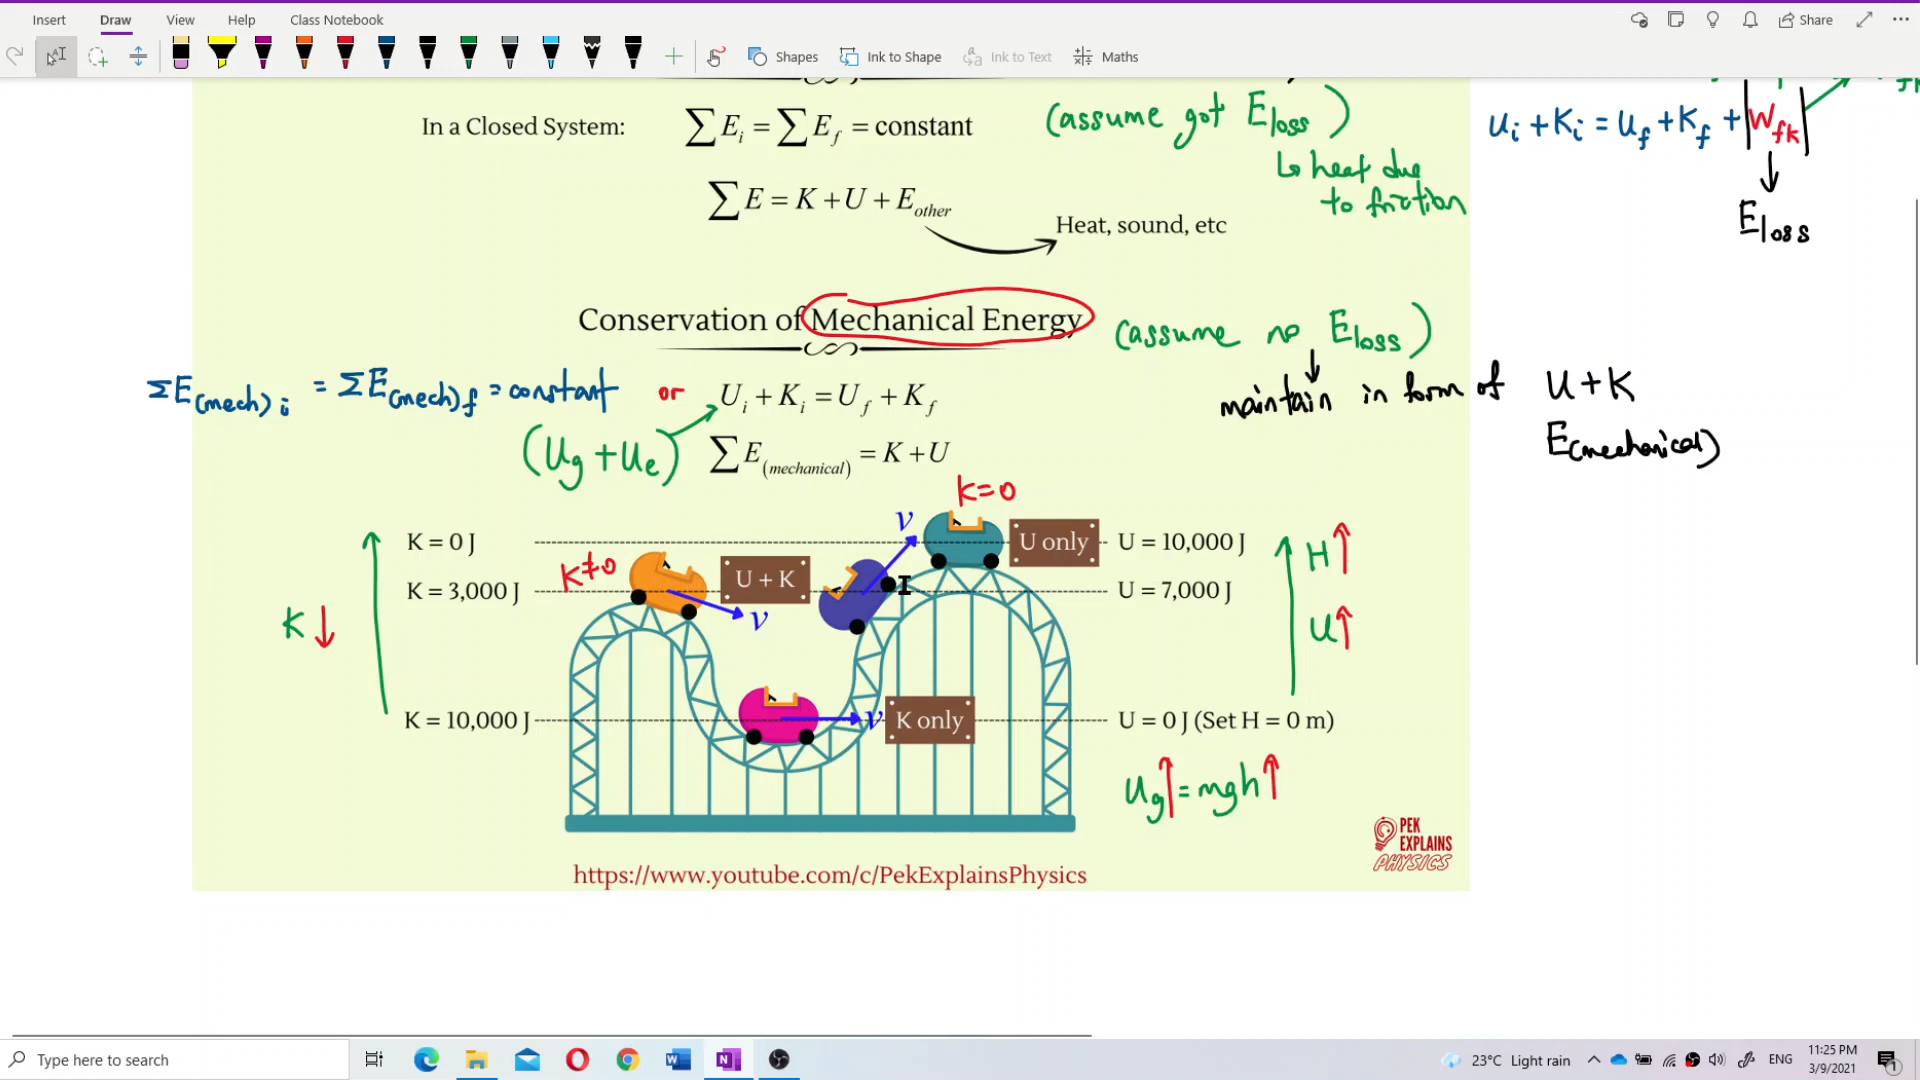 Insert Draw View Help Class Notebook Share
Shapes Ink to Shape Ink to Text Maths
In a Closed System: ∑E_i = ∑E_f = constant (assume got E_loss)
↳ heat due to friction
∑E = K + U + E_other
Heat, sound, etc
U_i + K_i = U_f + K_f + |W_fk|
E_loss
Conservation of Mechanical Energy (assume no E_loss)
maintain in form of U + K
E(mechanical)
ΣE(mech)i = ΣE(mech)f = constant or U_i + K_i = U_f + K_f
(U_g + U_e) ∑E_(mechanical) = K + U
K = 0
K = 0 J v U only U = 10,000 J H↑
K ≠ 0
K = 3,000 J U + K v U = 7,000 J
K↓ U↑
K = 10,000 J v K only U = 0 J (Set H = 0 m)
U_g↑ = mgh↑
PEK
EXPLAINS
PHYSICS
https://www.youtube.com/c/PekExplainsPhysics
Type here to search 23°C Light rain ENG 11:25 PM
3/9/2021